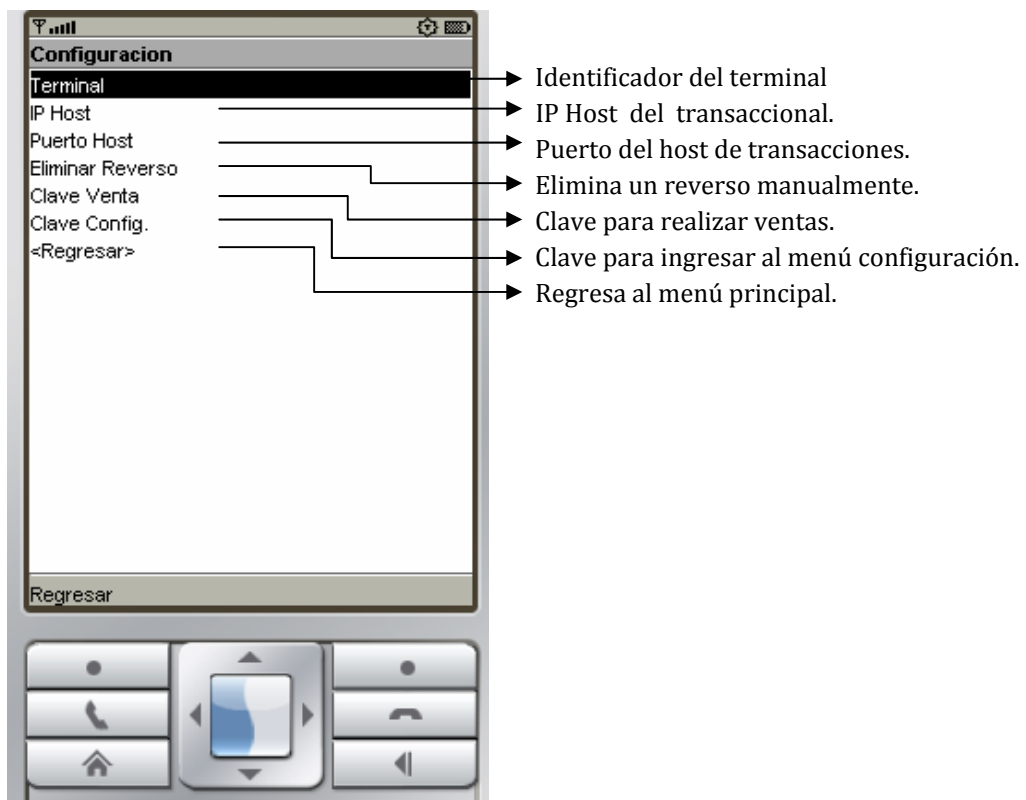 Configuracion
Terminal
IP Host
Puerto Host
Eliminar Reverso
Clave Venta
Clave Config.
<Regresar>
Regresar
Identificador del terminal
IP Host del transaccional.
Puerto del host de transacciones.
Elimina un reverso manualmente.
Clave para realizar ventas.
Clave para ingresar al menú configuración.
Regresa al menú principal.